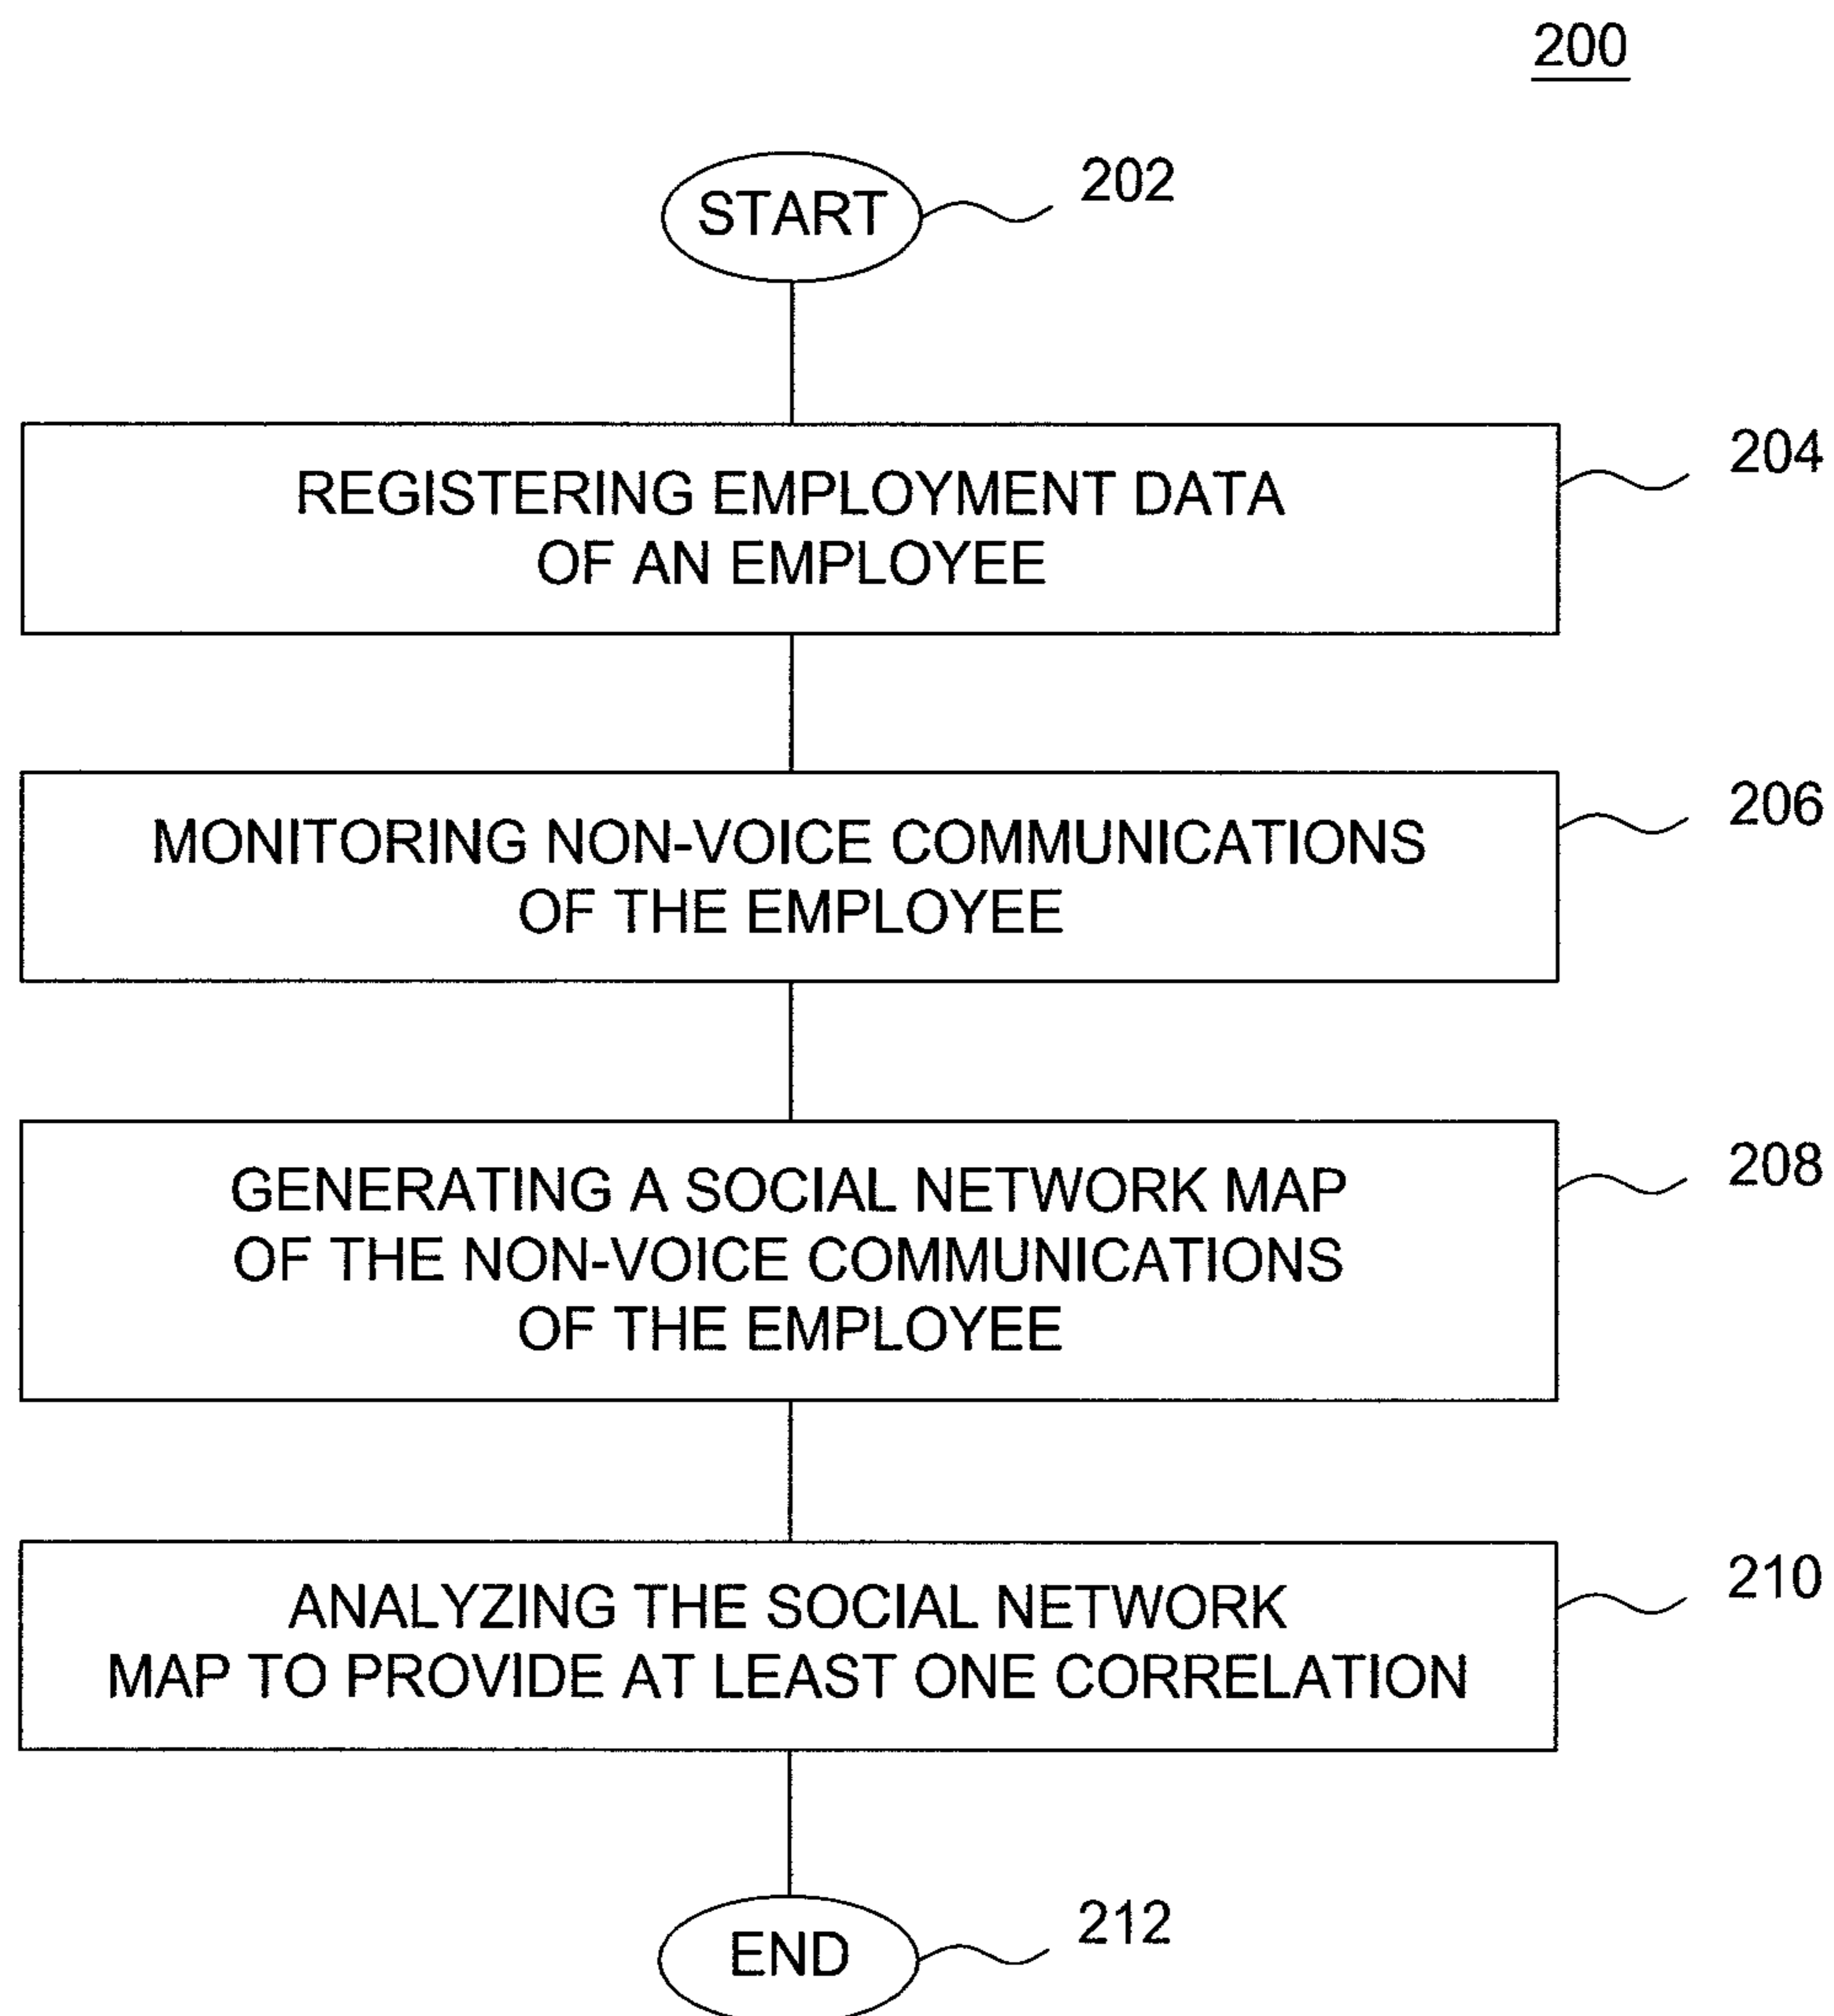 200
START
202
REGISTERING EMPLOYMENT DATA
OF AN EMPLOYEE
204
MONITORING NON-VOICE COMMUNICATIONS
OF THE EMPLOYEE
206
GENERATING A SOCIAL NETWORK MAP
OF THE NON-VOICE COMMUNICATIONS
OF THE EMPLOYEE
208
ANALYZING THE SOCIAL NETWORK
MAP TO PROVIDE AT LEAST ONE CORRELATION
210
END
212